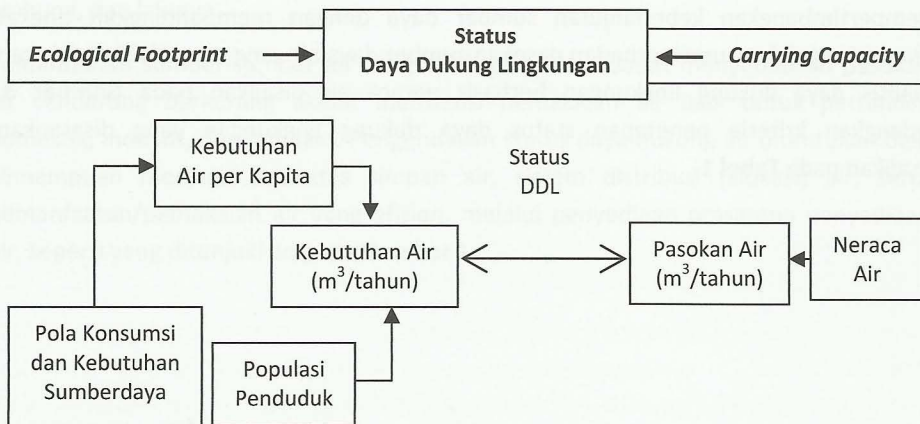 Ecological Footprint
Status
Daya Dukung Lingkungan
Carrying Capacity
Kebutuhan
Air per Kapita
Status
DDL
Kebutuhan Air
(m³/tahun)
Pasokan Air
(m³/tahun)
Neraca
Air
Pola Konsumsi
dan Kebutuhan
Sumberdaya
Populasi
Penduduk